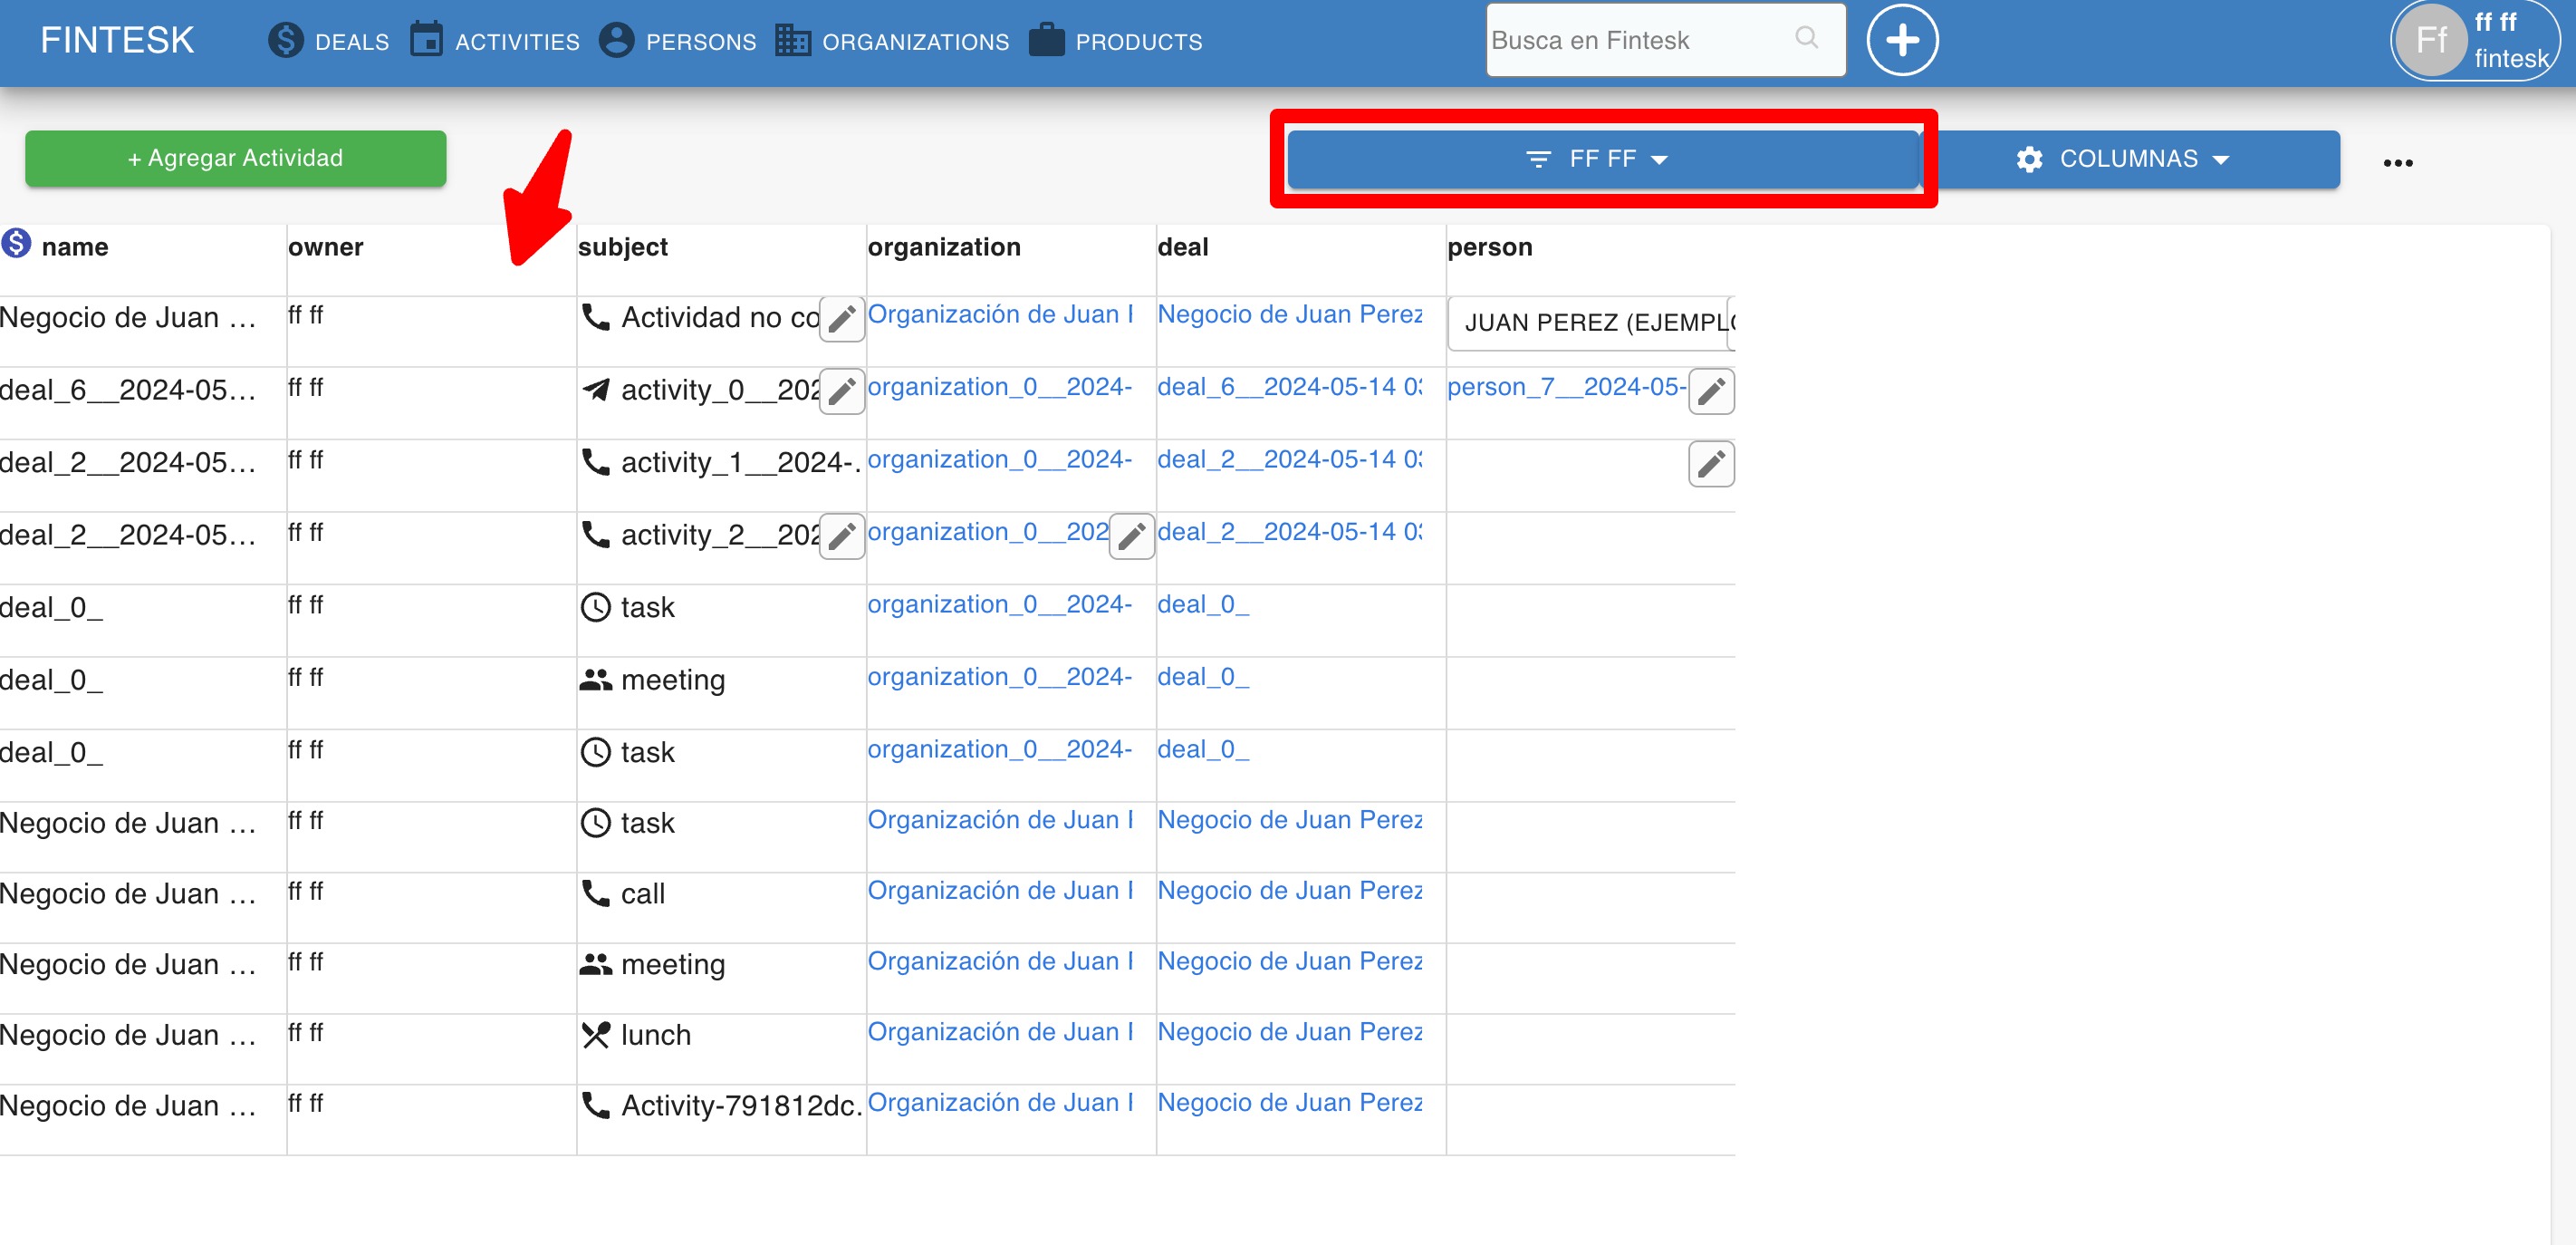 FINTESK DEALS ACTIVITIES PERSONS ORGANIZATIONS PRODUCTS Busca en Fintesk Ff ff ff
fintesk
+ Agregar Actividad FF FF COLUMNAS
name owner subject organization deal person
Negocio de Juan ... ff ff Actividad no co Organización de Juan Negocio de Juan Perez JUAN PEREZ (EJEMPLO
deal_6__2024-05... ff ff activity_0__202 organization_0__2024- deal_6__2024-05-14 03 person_7__2024-05-
deal_2__2024-05... ff ff activity_1__2024-. organization_0__2024- deal_2__2024-05-14 03
deal_2__2024-05... ff ff activity_2__202 organization_0__202 deal_2__2024-05-14 03
deal_0_ ff ff task organization_0__2024- deal_0_
deal_0_ ff ff meeting organization_0__2024- deal_0_
deal_0_ ff ff task organization_0__2024- deal_0_
Negocio de Juan ... ff ff task Organización de Juan Negocio de Juan Perez
Negocio de Juan ... ff ff call Organización de Juan Negocio de Juan Perez
Negocio de Juan ... ff ff meeting Organización de Juan Negocio de Juan Perez
Negocio de Juan ... ff ff lunch Organización de Juan Negocio de Juan Perez
Negocio de Juan ... ff ff Activity-791812dc. Organización de Juan Negocio de Juan Perez